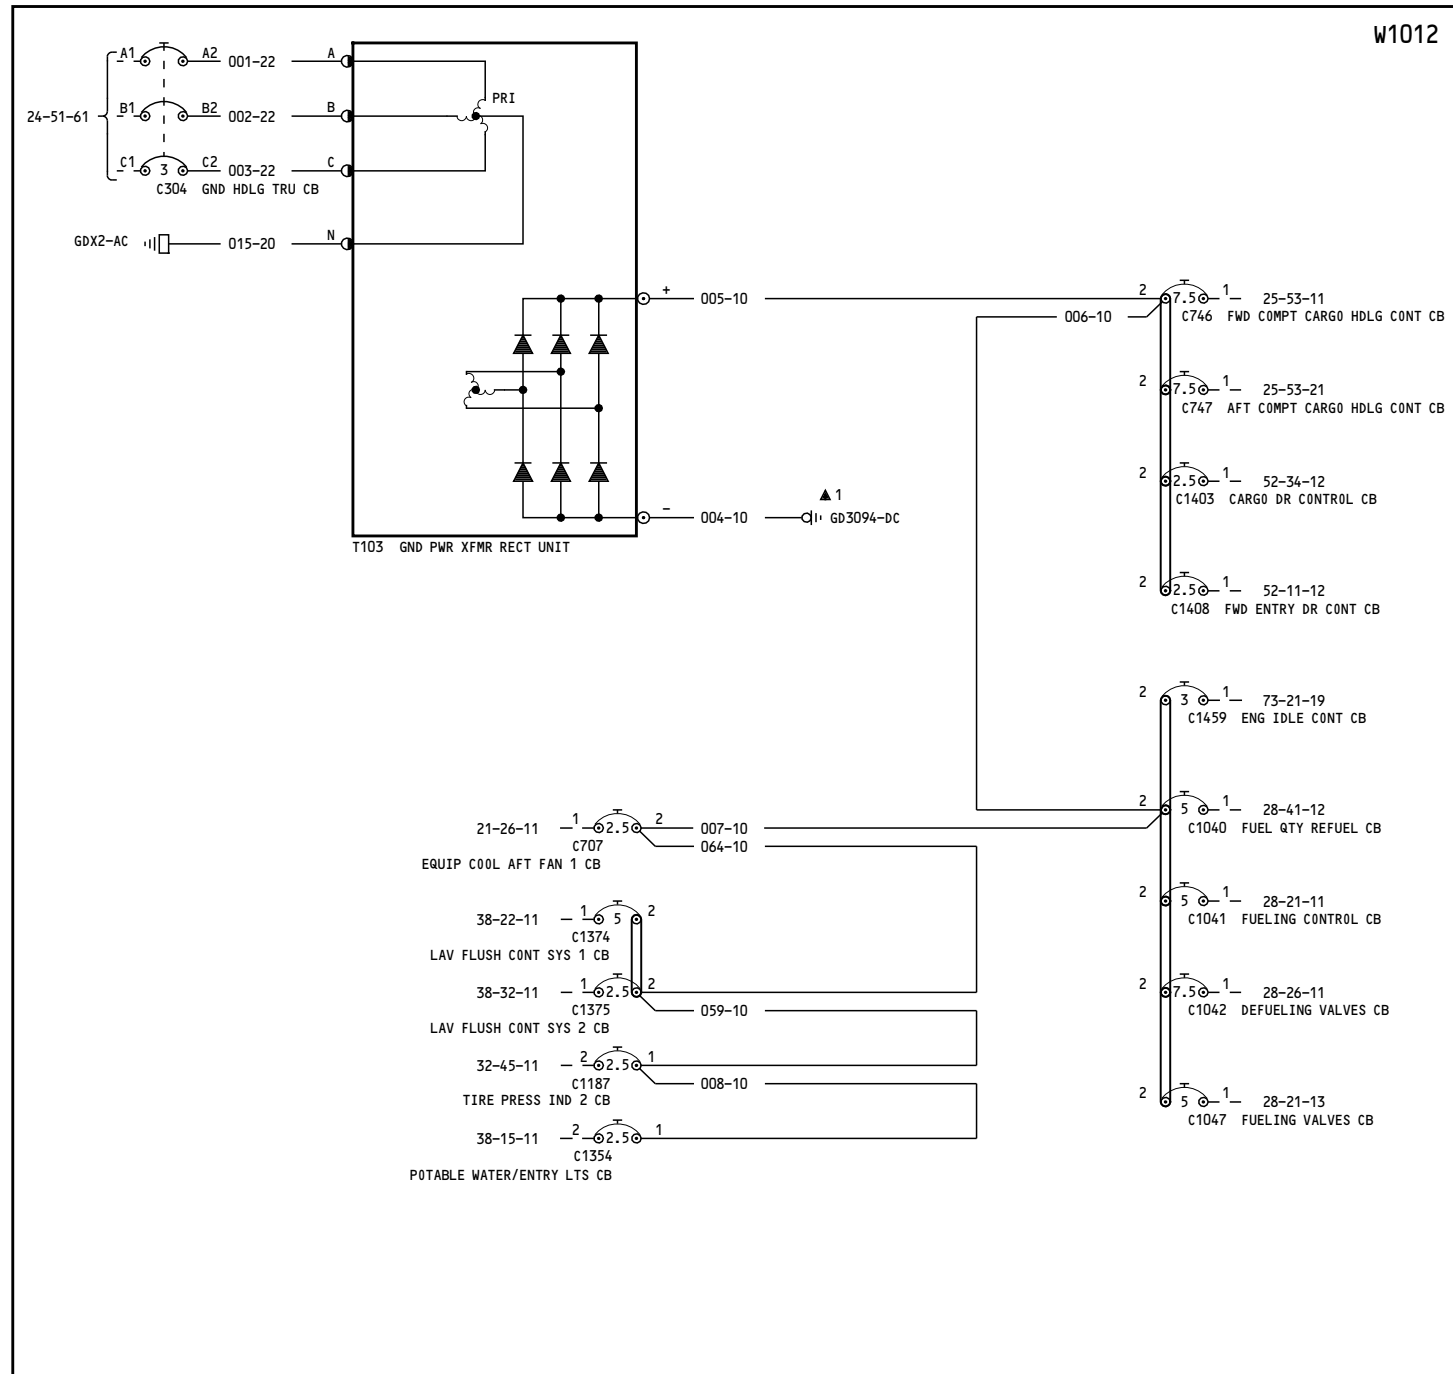 W1012
24-51-61
A1 A2 001-22 A
B1 B2 002-22 B
C1 3 C2 003-22 C
C304 GND HDLG TRU CB
GDX2-AC 015-20 N
PRI
+ 005-10
- 004-10
▲ 1
GD3094-DC
T103 GND PWR XFMR RECT UNIT
006-10
2 7.5 1 25-53-11
C746 FWD COMPT CARGO HDLG CONT CB
2 7.5 1 25-53-21
C747 AFT COMPT CARGO HDLG CONT CB
2 2.5 1 52-34-12
C1403 CARGO DR CONTROL CB
2 2.5 1 52-11-12
C1408 FWD ENTRY DR CONT CB
2 3 1 73-21-19
C1459 ENG IDLE CONT CB
2 5 1 28-41-12
C1040 FUEL QTY REFUEL CB
2 5 1 28-21-11
C1041 FUELING CONTROL CB
2 7.5 1 28-26-11
C1042 DEFUELING VALVES CB
2 5 1 28-21-13
C1047 FUELING VALVES CB
21-26-11 1 2.5 2 007-10
C707 064-10
EQUIP COOL AFT FAN 1 CB
38-22-11 1 5 2
C1374
LAV FLUSH CONT SYS 1 CB
38-32-11 1 2.5 2
C1375 059-10
LAV FLUSH CONT SYS 2 CB
32-45-11 2 2.5 1
C1187 008-10
TIRE PRESS IND 2 CB
38-15-11 2 2.5 1
C1354
POTABLE WATER/ENTRY LTS CB